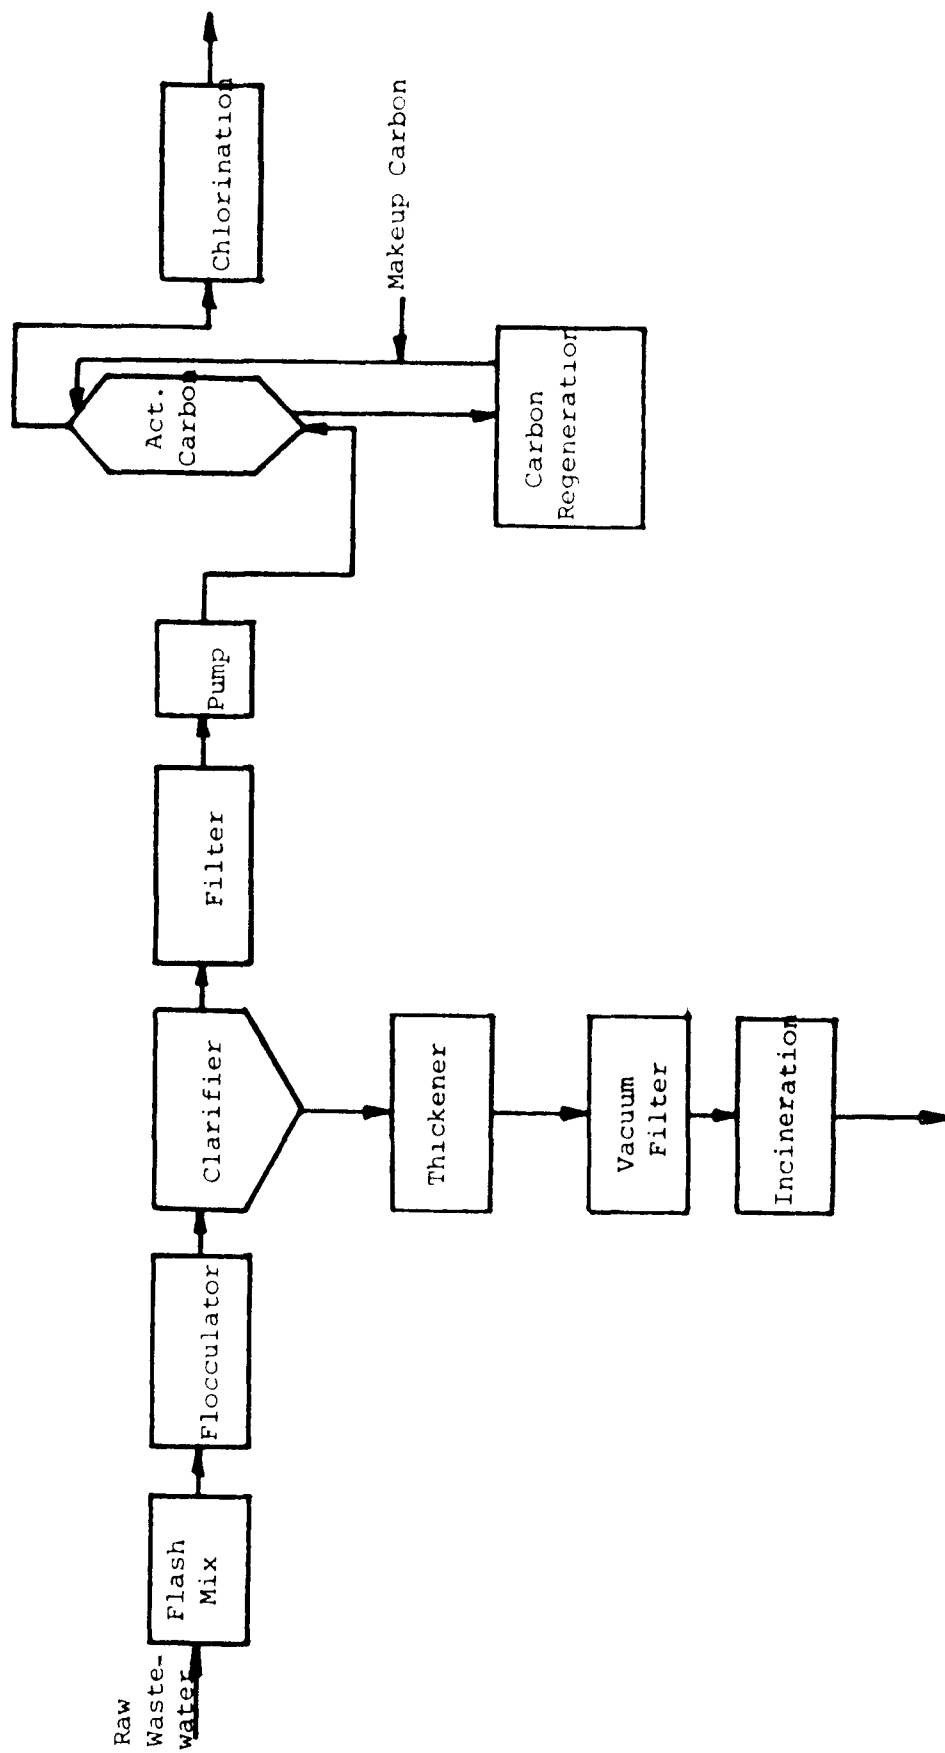 Raw
Waste-
water
Flash
Mix
Flocculator
Clarifier
Filter
Pump
Act.
Carbon
Chlorination
Makeup Carbon
Carbon
Regeneration
Thickener
Vacuum
Filter
Incineration